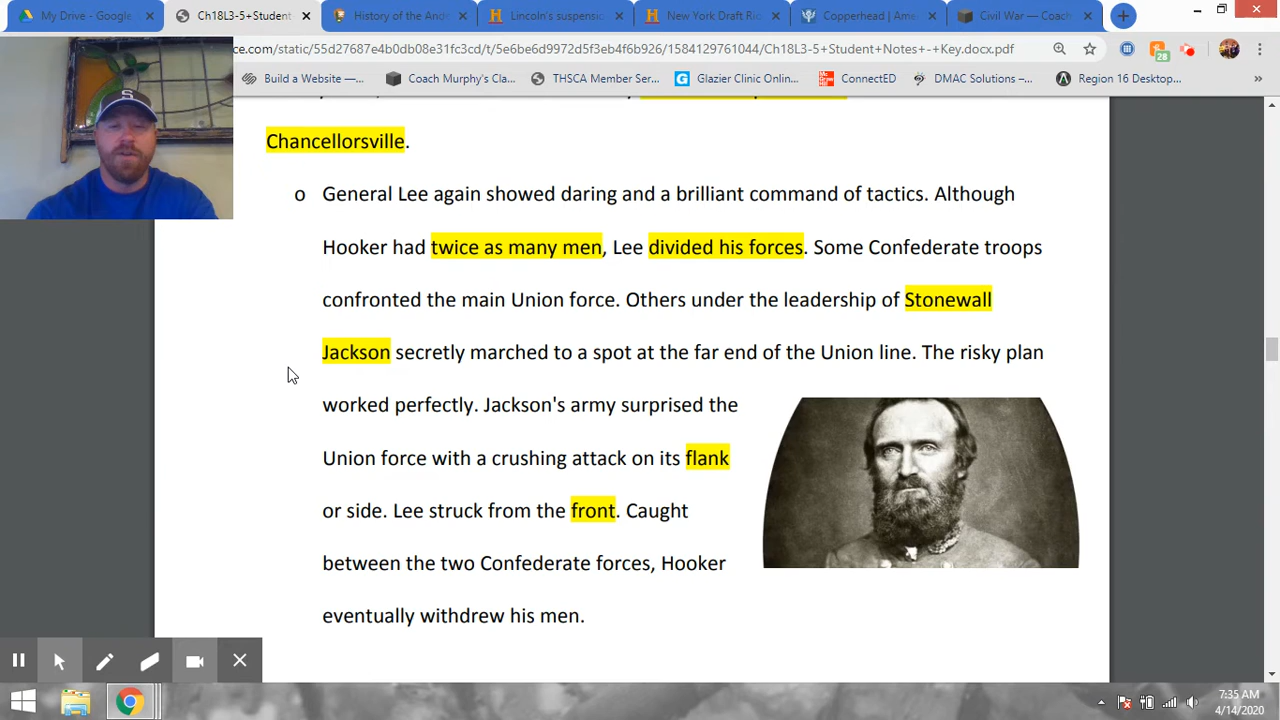 My Drive - Google
Ch18L3-5+Student
History of the And
Lincoln's suspensio
New York Draft Rio
Copperhead | Ame
Civil War — Coach
ce.com/static/55d27687e4b0db08e31fc3cd/t/5e6be6d9972d5f3eb4f6b926/1584129761044/Ch18L3-5+Student+Notes+-+Key.docx.pdf
28
Build a Website —...
Coach Murphy's Cla...
THSCA Member Ser...
Glazier Clinic Onlin...
ConnectED
DMAC Solutions –...
Region 16 Desktop...
»
S
Chancellorsville.
o General Lee again showed daring and a brilliant command of tactics. Although
Hooker had twice as many men, Lee divided his forces. Some Confederate troops
confronted the main Union force. Others under the leadership of Stonewall
Jackson secretly marched to a spot at the far end of the Union line. The risky plan
worked perfectly. Jackson's army surprised the
Union force with a crushing attack on its flank
or side. Lee struck from the front. Caught
between the two Confederate forces, Hooker
eventually withdrew his men.
7:35 AM
4/14/2020